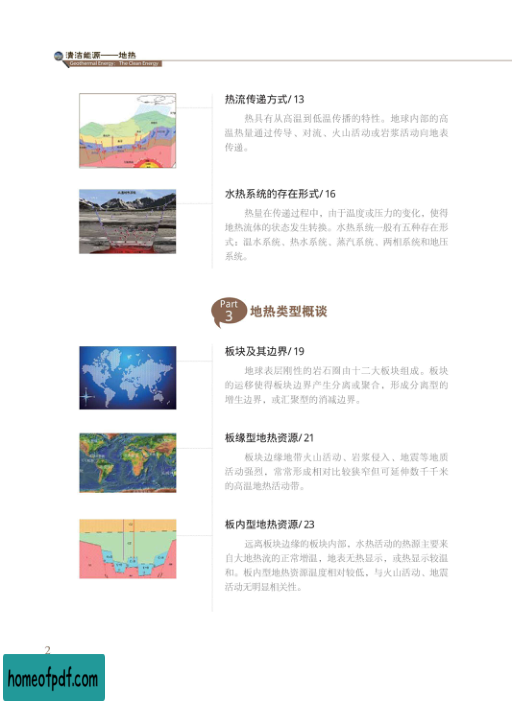 清洁能源——地热
Geothermal Energy: The Clean Energy
热流传递方式/ 13
热具有从高温到低温传播的特性。地球内部的高
温热量通过传导、对流、火山活动或岩浆活动向地表
传递。
水热系统的存在形式/ 16
热量在传递过程中，由于温度或压力的变化，使得
地热流体的状态发生转换。水热系统一般有五种存在形
式：温水系统、热水系统、蒸汽系统、两相系统和地压
系统。
Part
3
地热类型概谈
板块及其边界/ 19
地球表层刚性的岩石圈由十二大板块组成。板块
的运移使得板块边界产生分离或聚合，形成分离型的
增生边界，或汇聚型的消减边界。
板缘型地热资源/ 21
板块边缘地带火山活动、岩浆侵入、地震等地质
活动强烈，常常形成相对比较狭窄但可延伸数千千米
的高温地热活动带。
板内型地热资源/ 23
远离板块边缘的板块内部，水热活动的热源主要来
自大地热流的正常增温，地表无热显示，或热显示较温
和。板内型地热资源温度相对较低，与火山活动、地震
活动无明显相关性。
2
homeofpdf.com